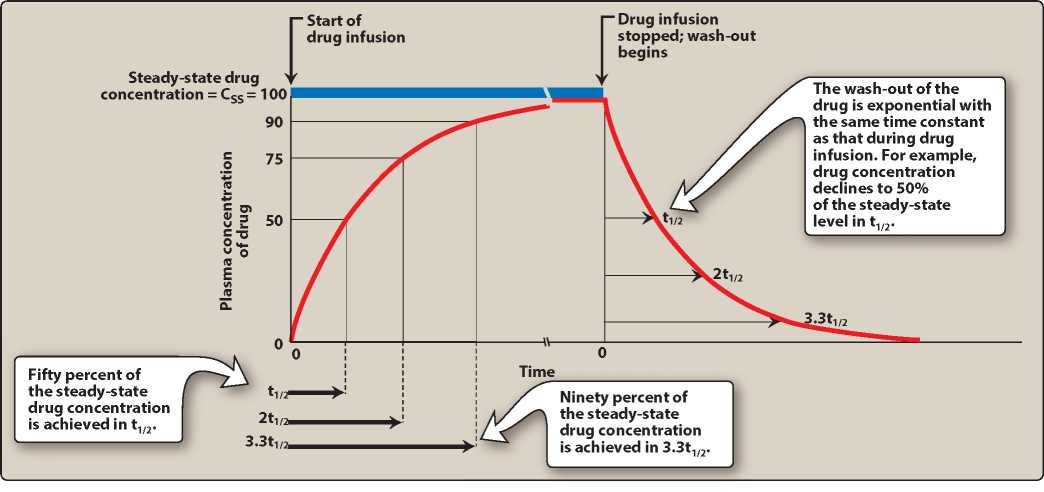 Start of
drug infusion
Drug infusion
stopped; wash-out
begins
Steady-state drug
concentration = CSS = 100
90
75
50
0
Plasma concentration
of drug
0
0
Time
The wash-out of the
drug is exponential with
the same time constant
as that during drug
infusion. For example,
drug concentration
declines to 50%
of the steady-state
level in t1/2.
t1/2
2t1/2
3.3t1/2
Fifty percent of
the steady-state
drug concentration
is achieved in t1/2.
t1/2
2t1/2
3.3t1/2
Ninety percent of
the steady-state
drug concentration
is achieved in 3.3t1/2.